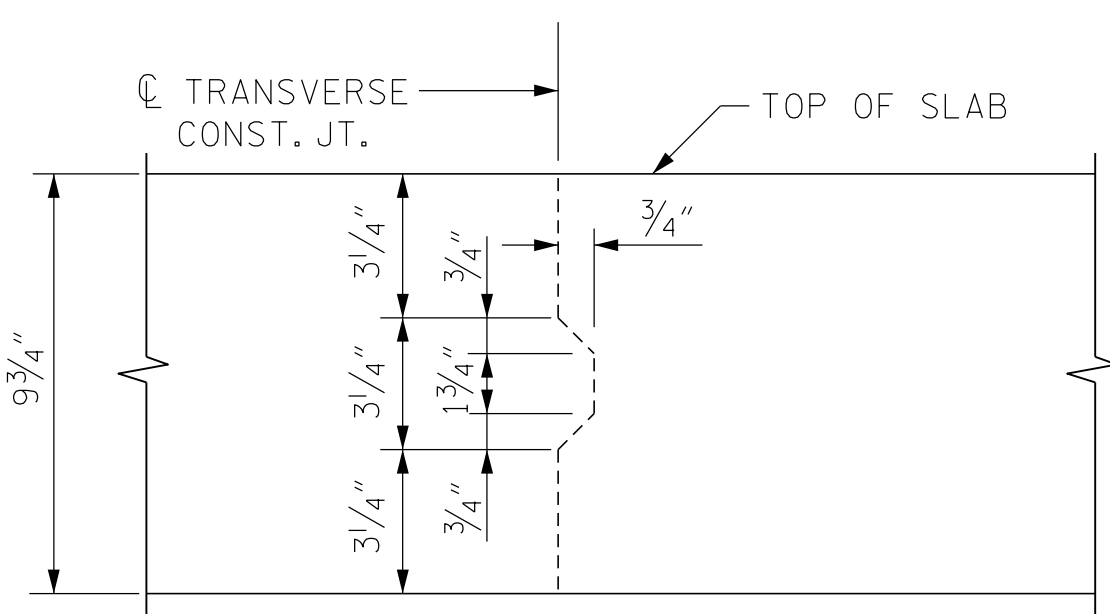 ℄ TRANSVERSE
CONST. JT.
TOP OF SLAB
3/4"
3 1/4"
3/4"
9 3/4"
3 1/4"
1 3/4"
3 1/4"
3/4"